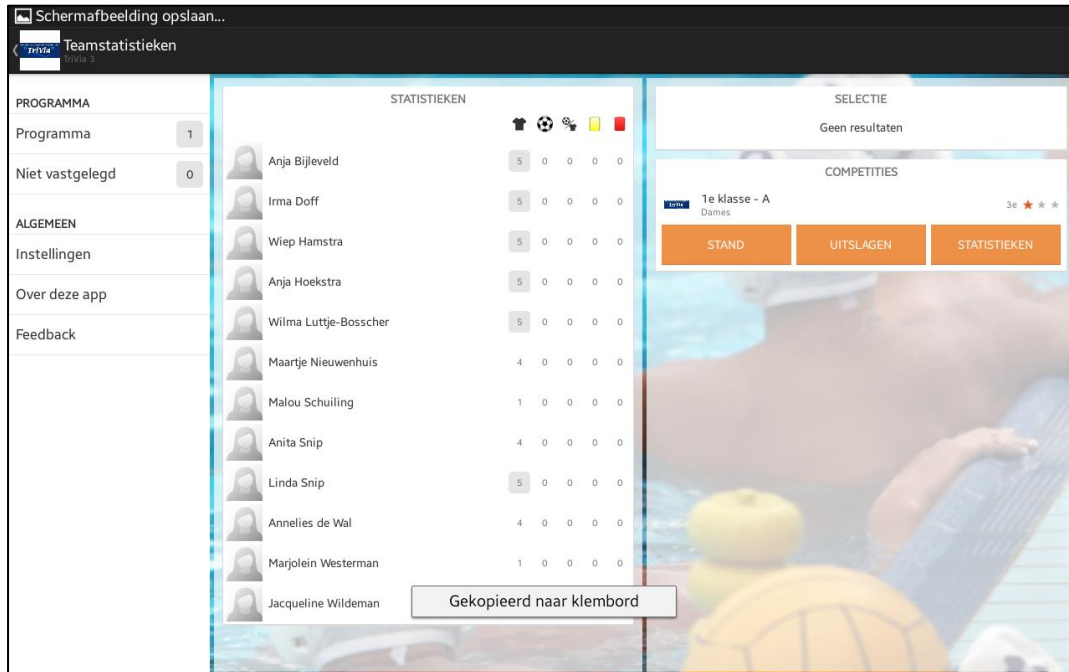 Schermafbeelding opslaan...
TriVia
Teamstatistieken
TriVia 3
PROGRAMMA
Programma 1
Niet vastgelegd 0
ALGEMEEN
Instellingen
Over deze app
Feedback
STATISTIEKEN
Anja Bijleveld 5 0 0 0 0
Irma Doff 5 0 0 0 0
Wiep Hamstra 5 0 0 0 0
Anja Hoekstra 5 0 0 0 0
Wilma Luttje-Bosscher 5 0 0 0 0
Maartje Nieuwenhuis 4 0 0 0 0
Malou Schuiling 1 0 0 0 0
Anita Snip 4 0 0 0 0
Linda Snip 5 0 0 0 0
Annelies de Wal 4 0 0 0 0
Marjolein Westerman 1 0 0 0 0
Jacqueline Wildeman
Gekopieerd naar klembord
SELECTIE
Geen resultaten
COMPETITIES
TriVia
1e klasse - A
Dames
3e
STAND UITSLAGEN STATISTIEKEN